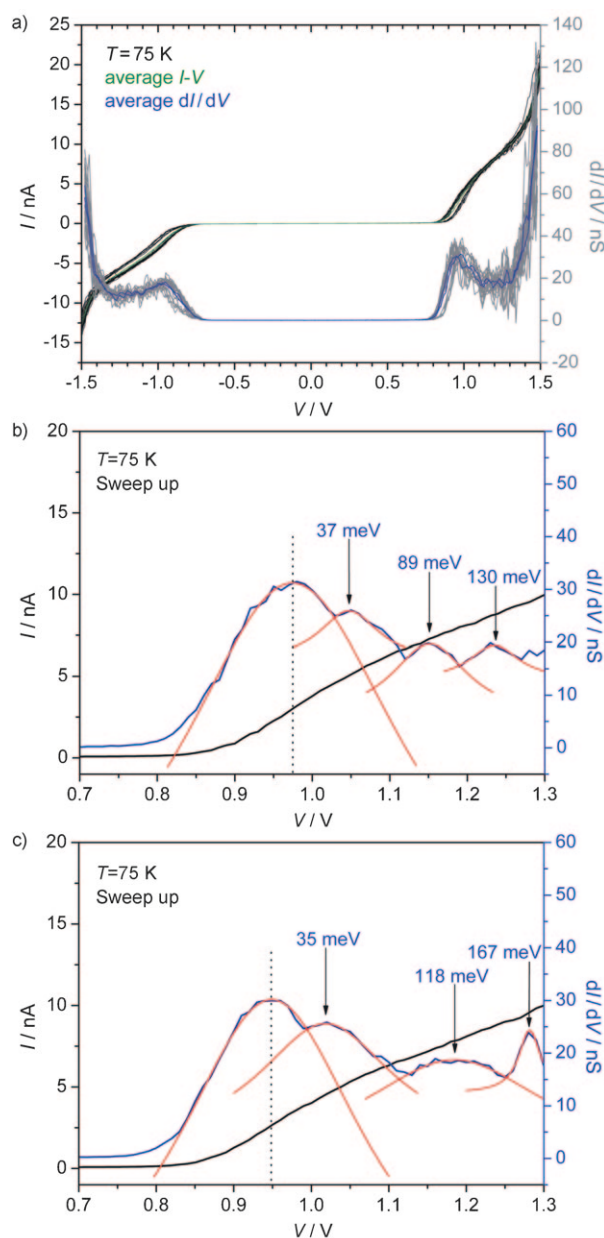 a)
T=75 K
average I-V
average dI/dV
25
20
15
10
5
0
-5
-10
-15
I / nA
140
120
100
80
60
40
20
0
-20
dI/dV / nS
-1.5 -1.0 -0.5 0.0 0.5 1.0 1.5
V / V
b)
T=75 K
Sweep up
37 meV
89 meV
130 meV
20
15
10
5
0
I / nA
60
50
40
30
20
10
0
dI/dV / nS
0.7 0.8 0.9 1.0 1.1 1.2 1.3
V / V
c)
T=75 K
Sweep up
35 meV
118 meV
167 meV
20
15
10
5
0
I / nA
60
50
40
30
20
10
0
dI/dV / nS
0.7 0.8 0.9 1.0 1.1 1.2 1.3
V / V